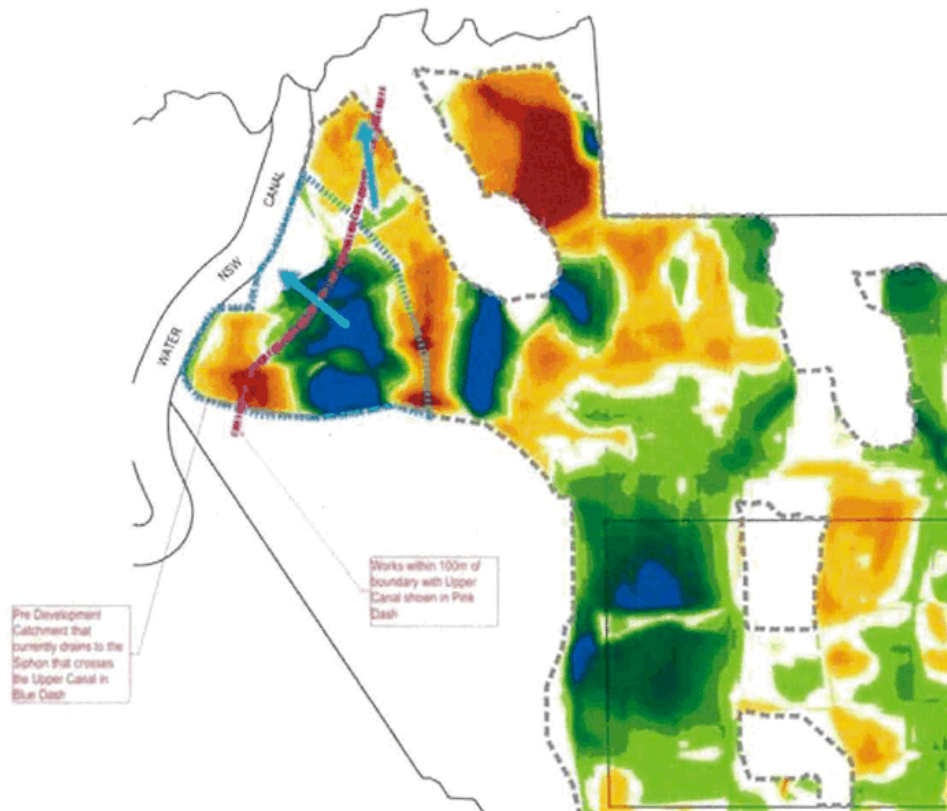 CANAL
NSW
WATER
Works within 100m of
boundary with Upper
Canal shown in Pink
Dash
Pre Development
Catchment that
currently drains to the
Siphon that crosses
the Upper Canal in
Blue Dash